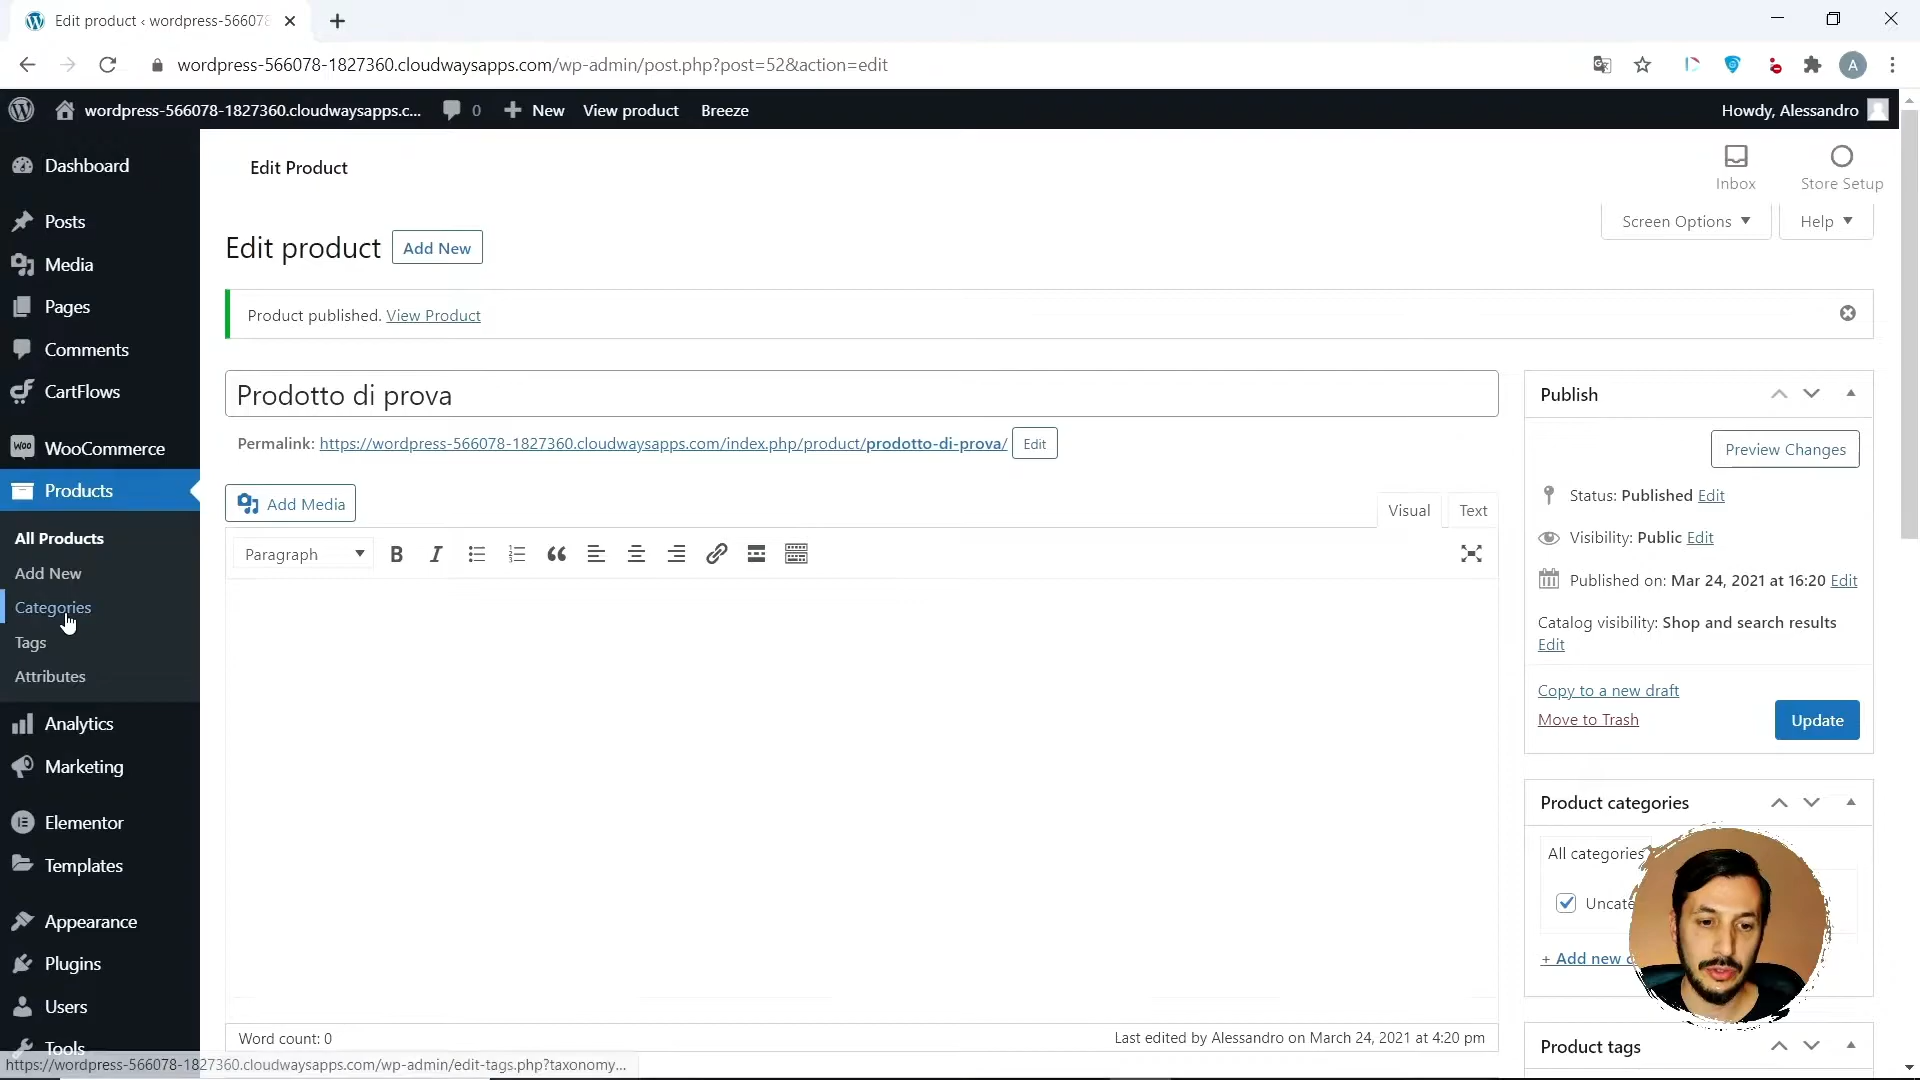 Edit product ‹ wordpress-56607
wordpress-566078-1827360.cloudwaysapps.com/wp-admin/post.php?post=52&action=edit
A
wordpress-566078-1827360.cloudwaysapps.c...
0
New
View product
Breeze
Howdy, Alessandro
Dashboard
Posts
Media
Pages
Comments
CartFlows
Woo
WooCommerce
Products
All Products
Add New
Categories
Tags
Attributes
Analytics
Marketing
Elementor
Templates
Appearance
Plugins
Users
Tools
Edit Product
Inbox
Store Setup
Screen Options
Help
Edit product
Add New
Product published. View Product
Prodotto di prova
Permalink: https://wordpress-566078-1827360.cloudwaysapps.com/index.php/product/prodotto-di-prova/ Edit
Add Media
Visual
Text
Paragraph
B
I
Word count: 0
Last edited by Alessandro on March 24, 2021 at 4:20 pm
Publish
Preview Changes
Status: Published Edit
Visibility: Public Edit
Published on: Mar 24, 2021 at 16:20 Edit
Catalog visibility: Shop and search results
Edit
Copy to a new draft
Move to Trash
Update
Product categories
All categories
Uncate
+ Add new
Product tags
https://wordpress-566078-1827360.cloudwaysapps.com/wp-admin/edit-tags.php?taxonomy...